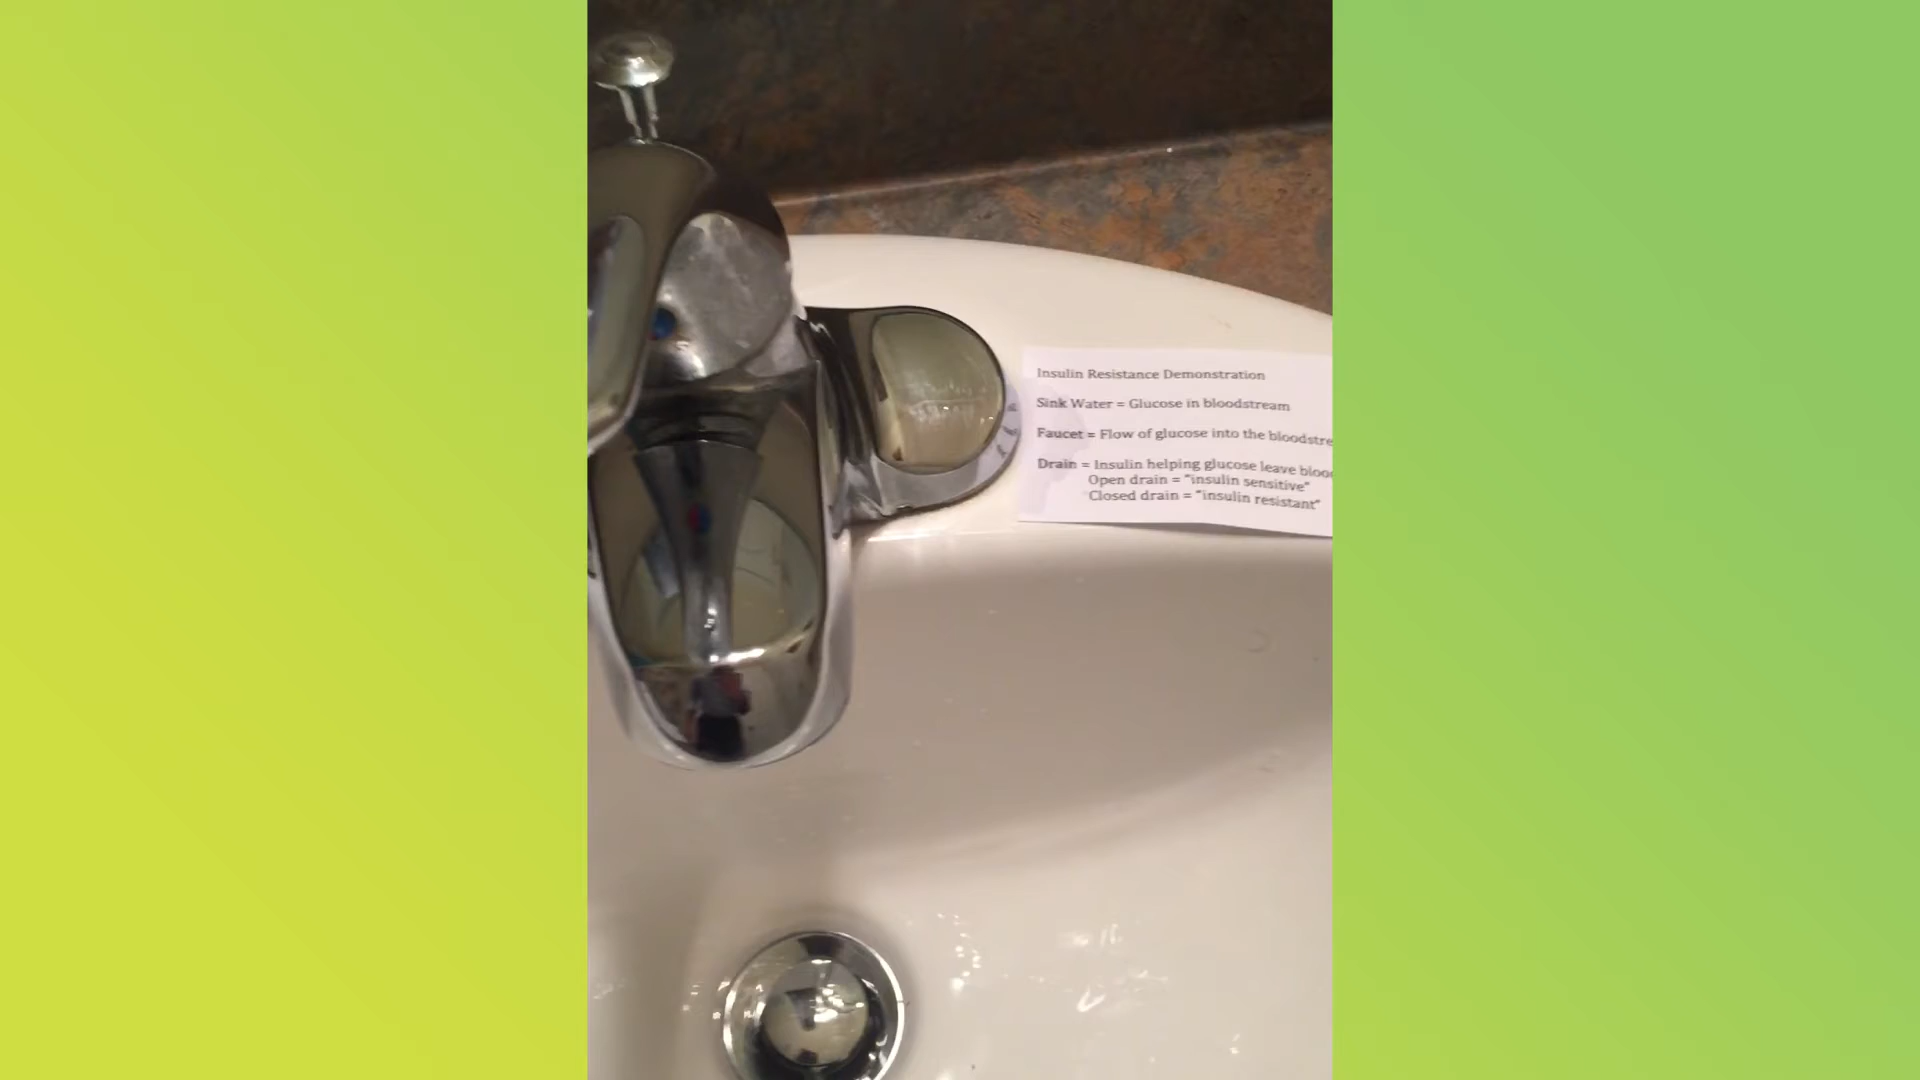 Insulin Resistance Demonstration
Sink Water = Glucose in bloodstream
Faucet = Flow of glucose into the bloodstre
Drain = Insulin helping glucose leave bloo
Open drain = "insulin sensitive"
Closed drain = "insulin resistant"